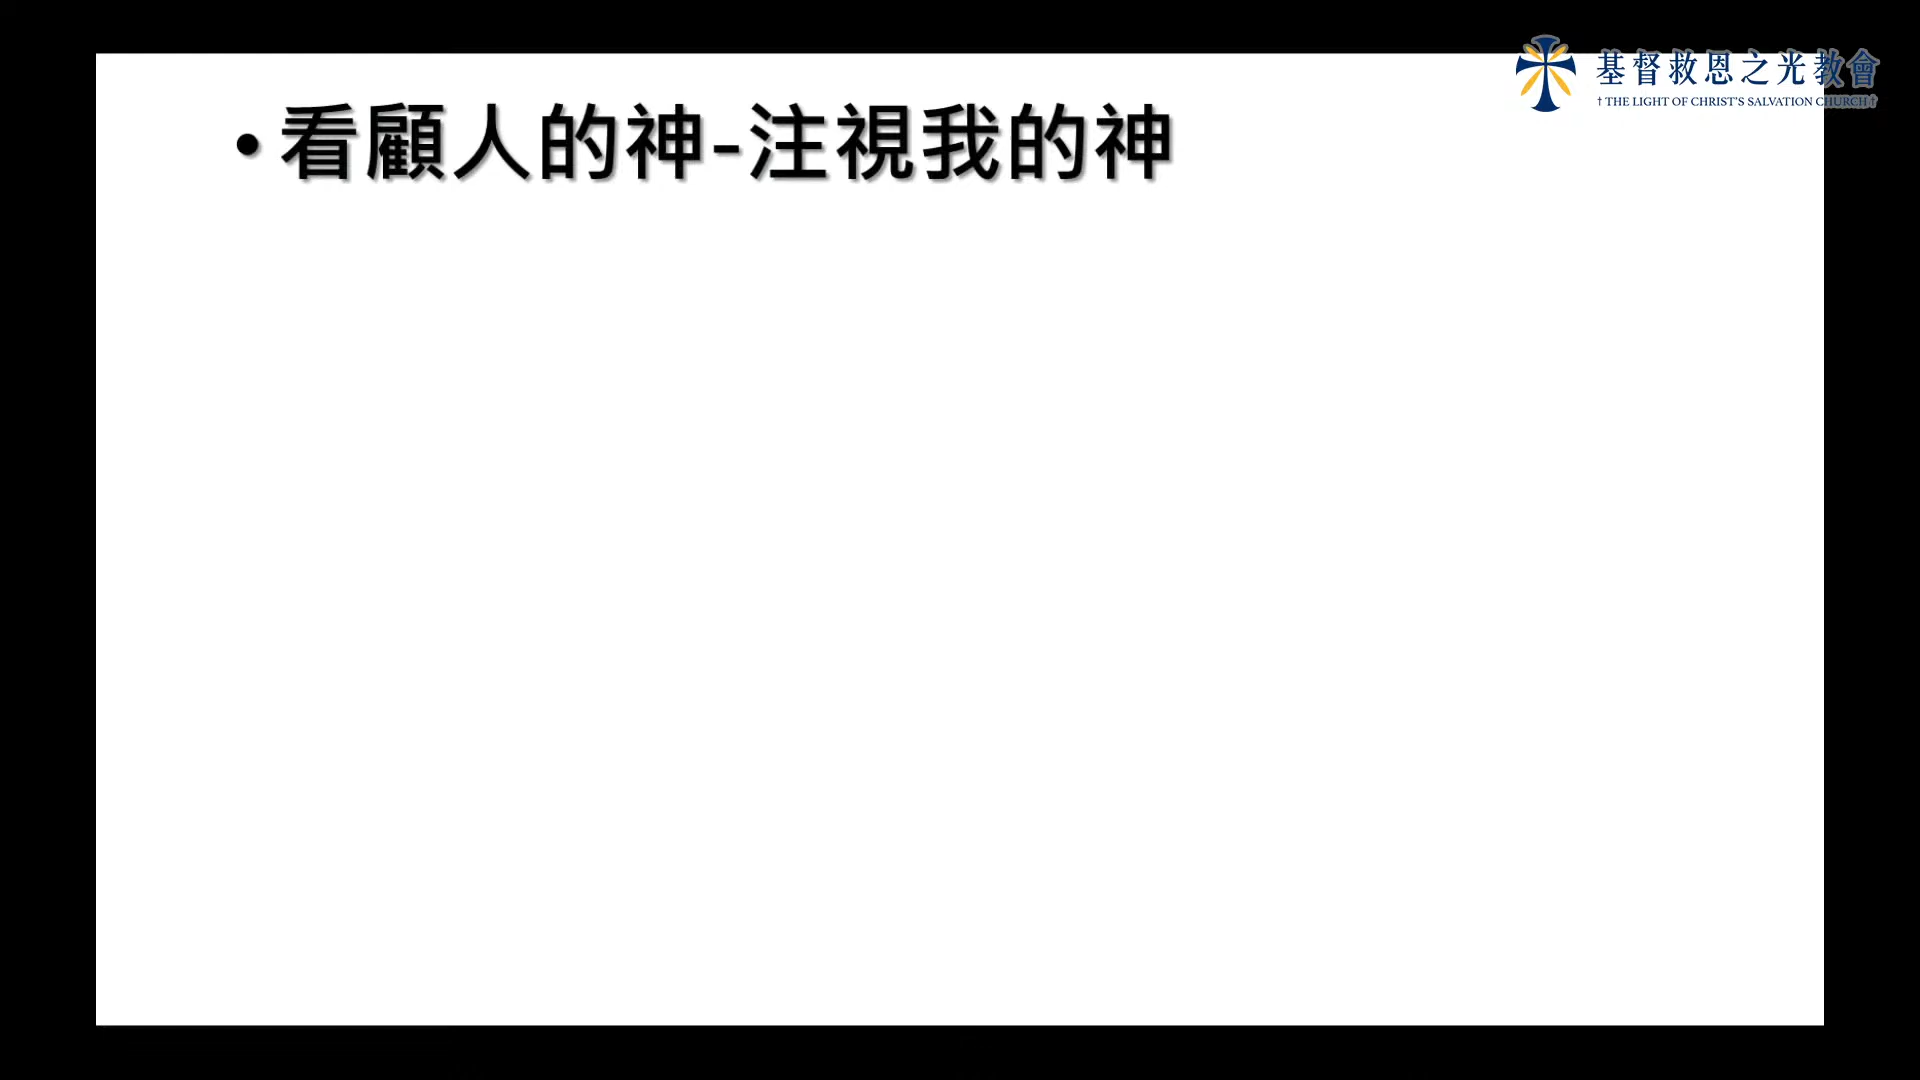 基督救恩之光教會
† THE LIGHT OF CHRIST'S SALVATION CHURCH †
• 看顧人的神-注視我的神